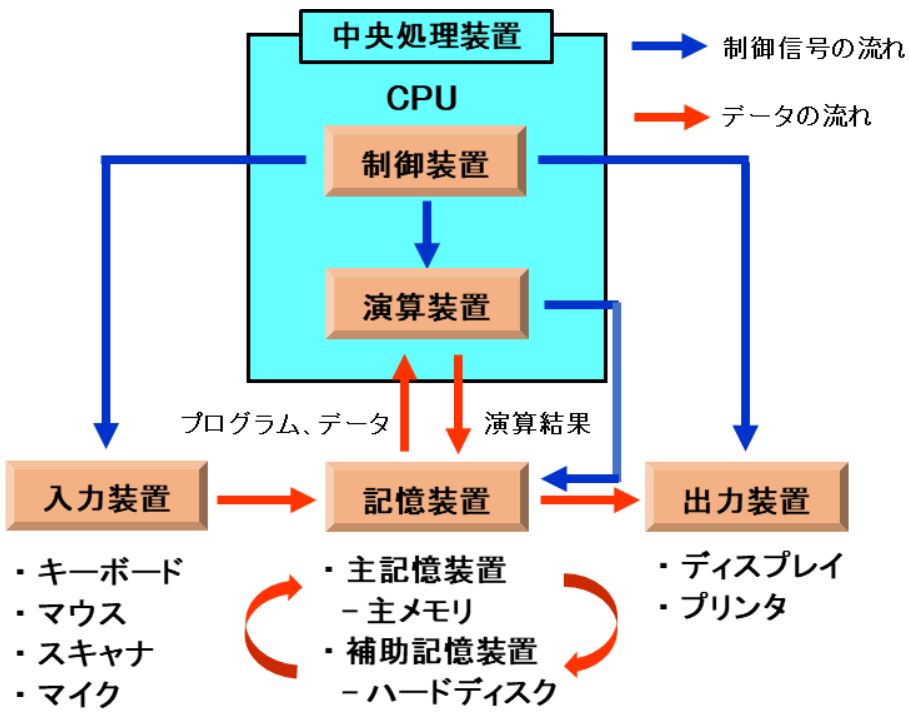 中央処理装置
CPU
制御信号の流れ
データの流れ
制御装置
演算装置
プログラム、データ
演算結果
入力装置
記憶装置
出力装置
・キーボード
・マウス
・スキャナ
・マイク
・主記憶装置
－主メモリ
・補助記憶装置
－ハードディスク
・ディスプレイ
・プリンタ